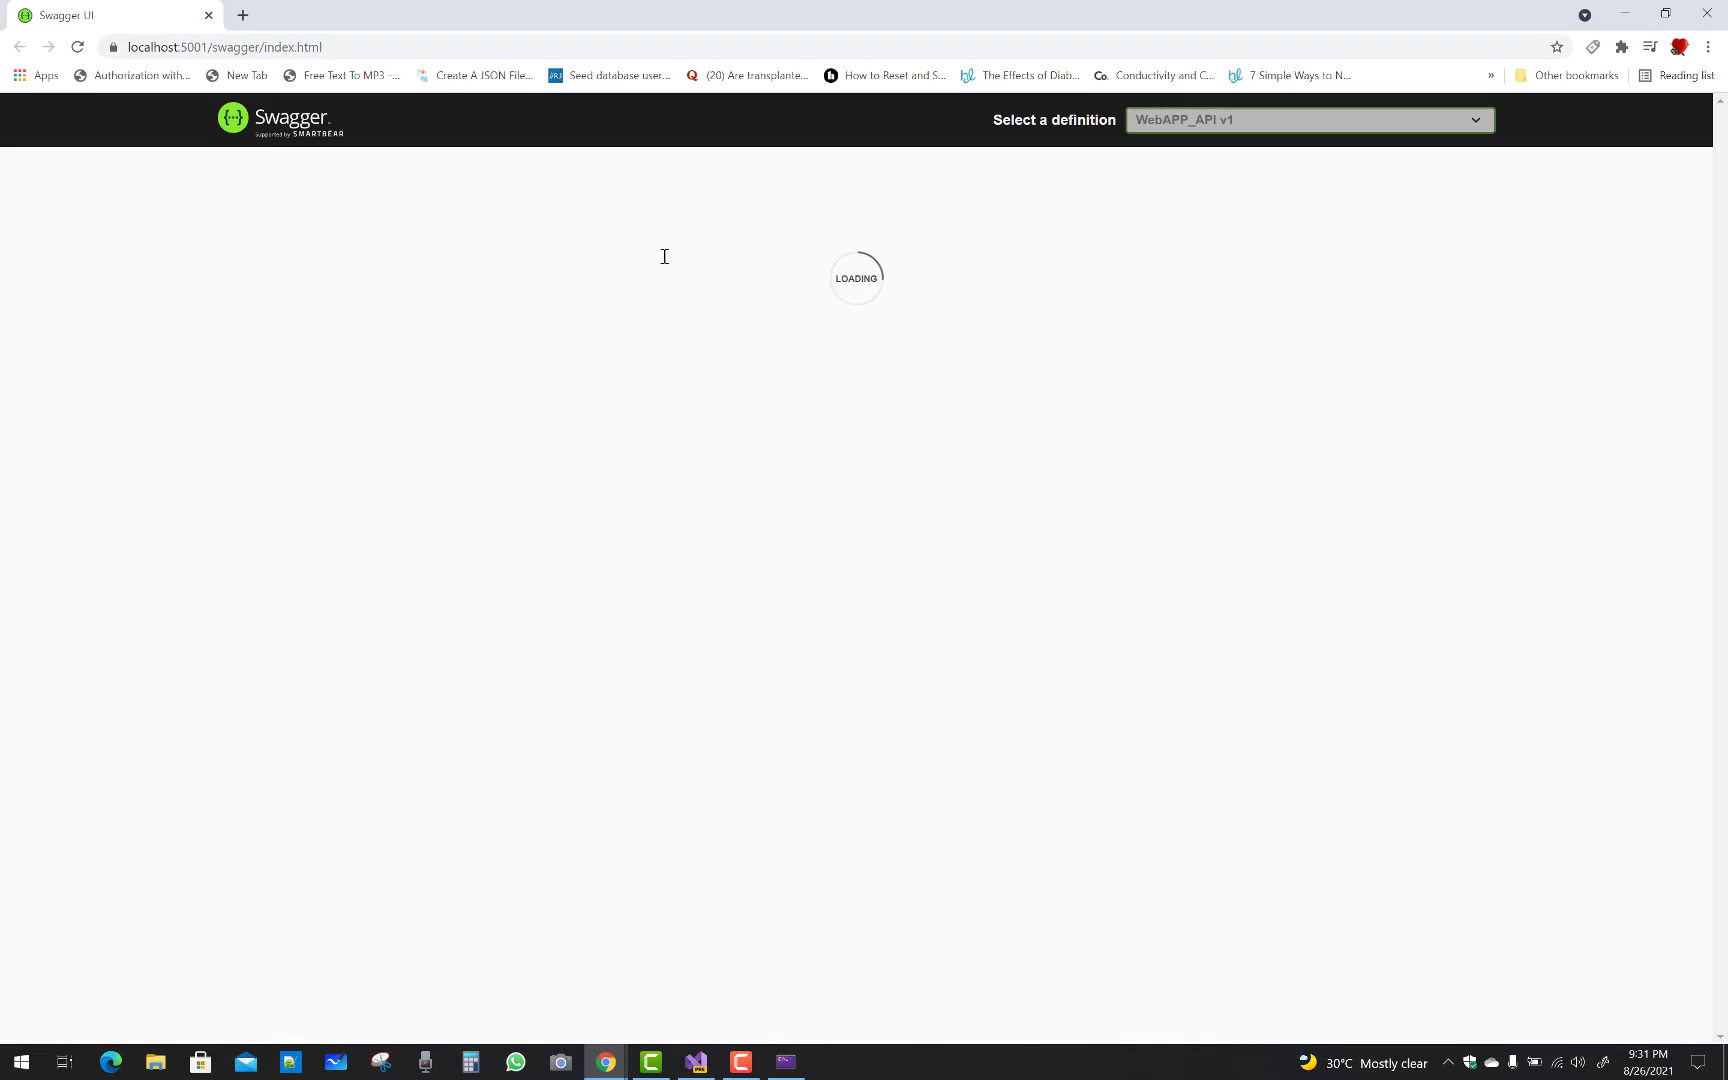 Swagger UI
localhost:5001/swagger/index.html
Apps Authorization with... New Tab Free Text To MP3 -... Create A JSON File... Seed database user... (20) Are transplante... How to Reset and S... The Effects of Diab... Co. Conductivity and C... 7 Simple Ways to N... » Other bookmarks Reading list
Swagger. Select a definition WebAPP_API v1
Supported by SMARTBEAR
LOADING
30°C Mostly clear 9:31 PM
8/26/2021